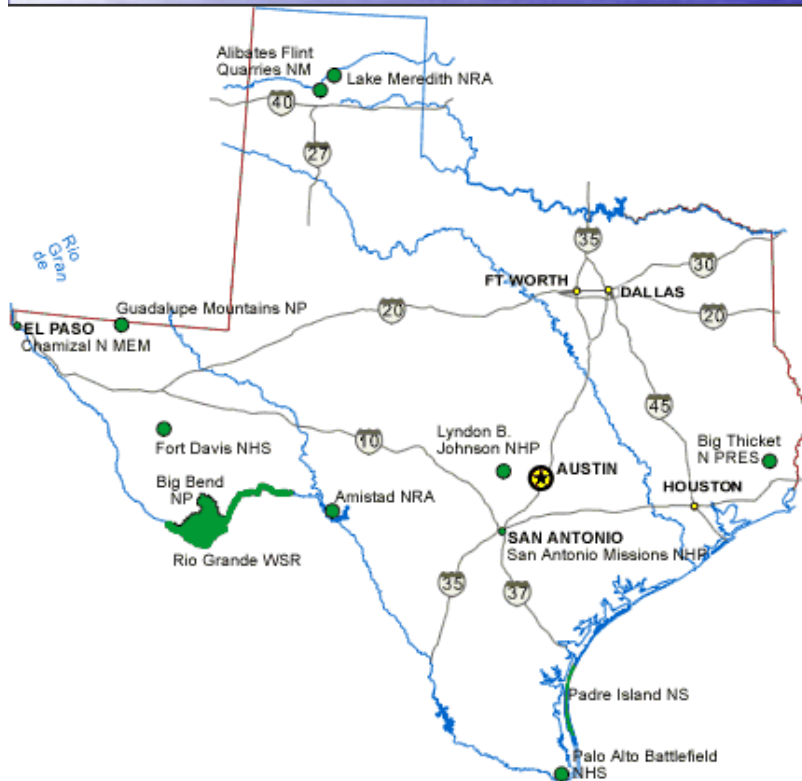 Alibates Flint
Quarries NM
Lake Meredith NRA
40
27
Rio
Gran
de
35
30
FT WORTH
DALLAS
Guadalupe Mountains NP
20
20
EL PASO
Chamizal N MEM
45
Lyndon B.
Johnson NHP
10
Big Thicket
N PRES
Fort Davis NHS
AUSTIN
Big Bend
NP
HOUSTON
Amistad NRA
SAN ANTONIO
San Antonio Missions NHP
Rio Grande WSR
35
37
Padre Island NS
Palo Alto Battlefield
NHS